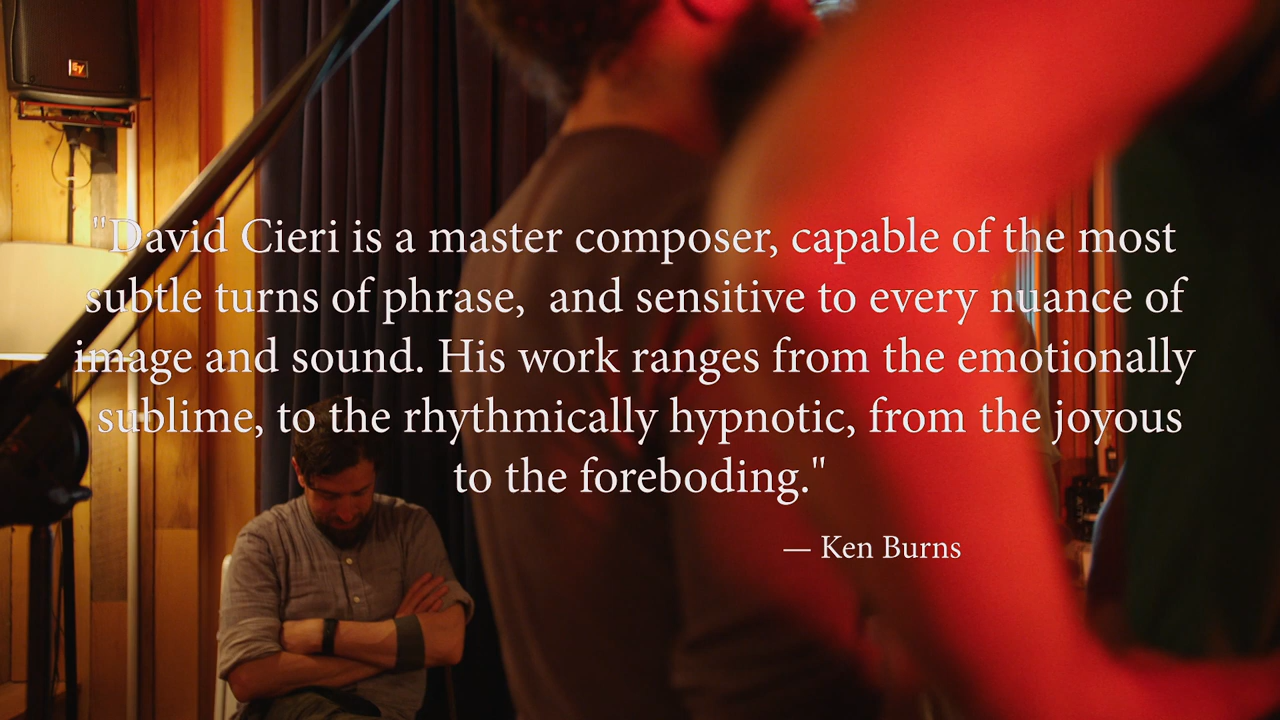 "David Cieri is a master composer, capable of the most
subtle turns of phrase,  and sensitive to every nuance of
image and sound. His work ranges from the emotionally
sublime, to the rhythmically hypnotic, from the joyous
to the foreboding."
— Ken Burns